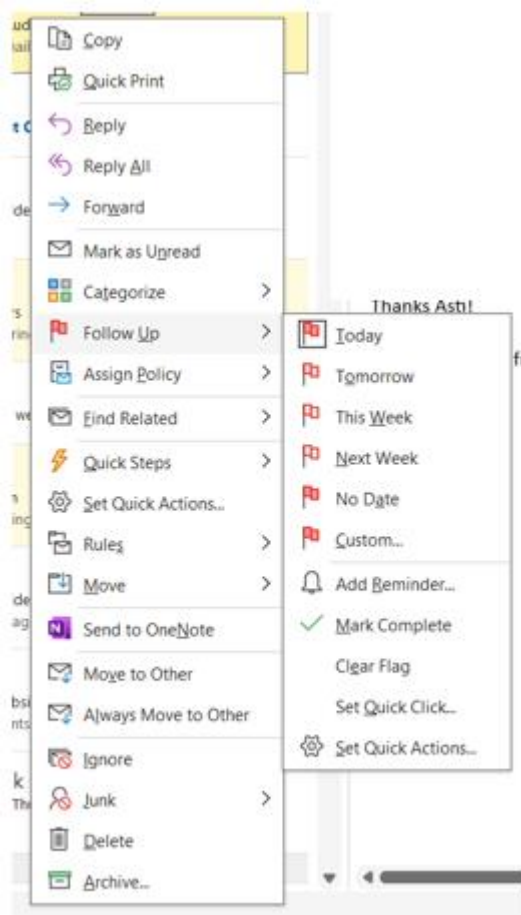 Copy
Quick Print
Reply
Reply All
Forward
Mark as Unread
Categorize
Follow Up
Assign Policy
Find Related
Quick Steps
Set Quick Actions...
Rules
Move
Send to OneNote
Move to Other
Always Move to Other
Ignore
Junk
Delete
Archive...
Thanks Asti!
Today
Tomorrow
This Week
Next Week
No Date
Custom...
Add Reminder...
Mark Complete
Clear Flag
Set Quick Click...
Set Quick Actions...